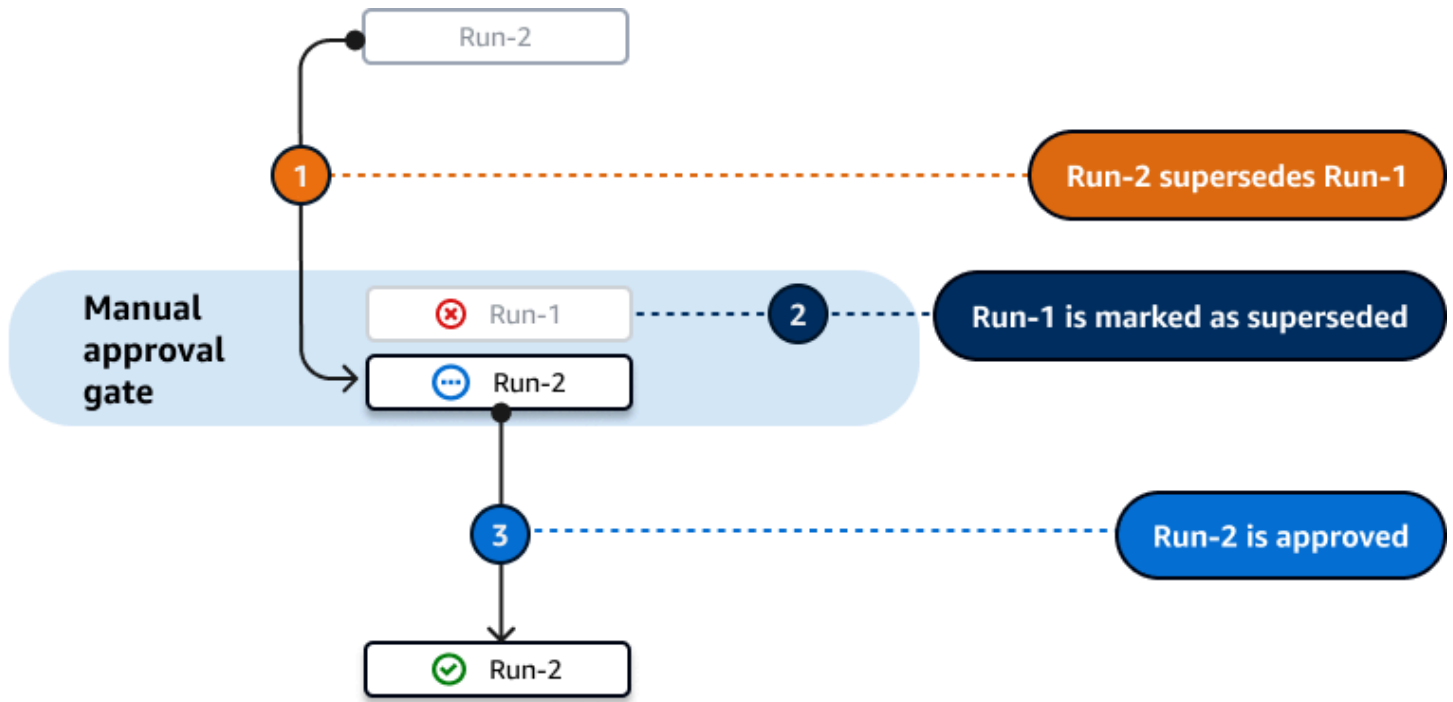 Run-2
1
Run-2 supersedes Run-1
Manual
approval
gate
Run-1
2
Run-1 is marked as superseded
Run-2
3
Run-2 is approved
Run-2